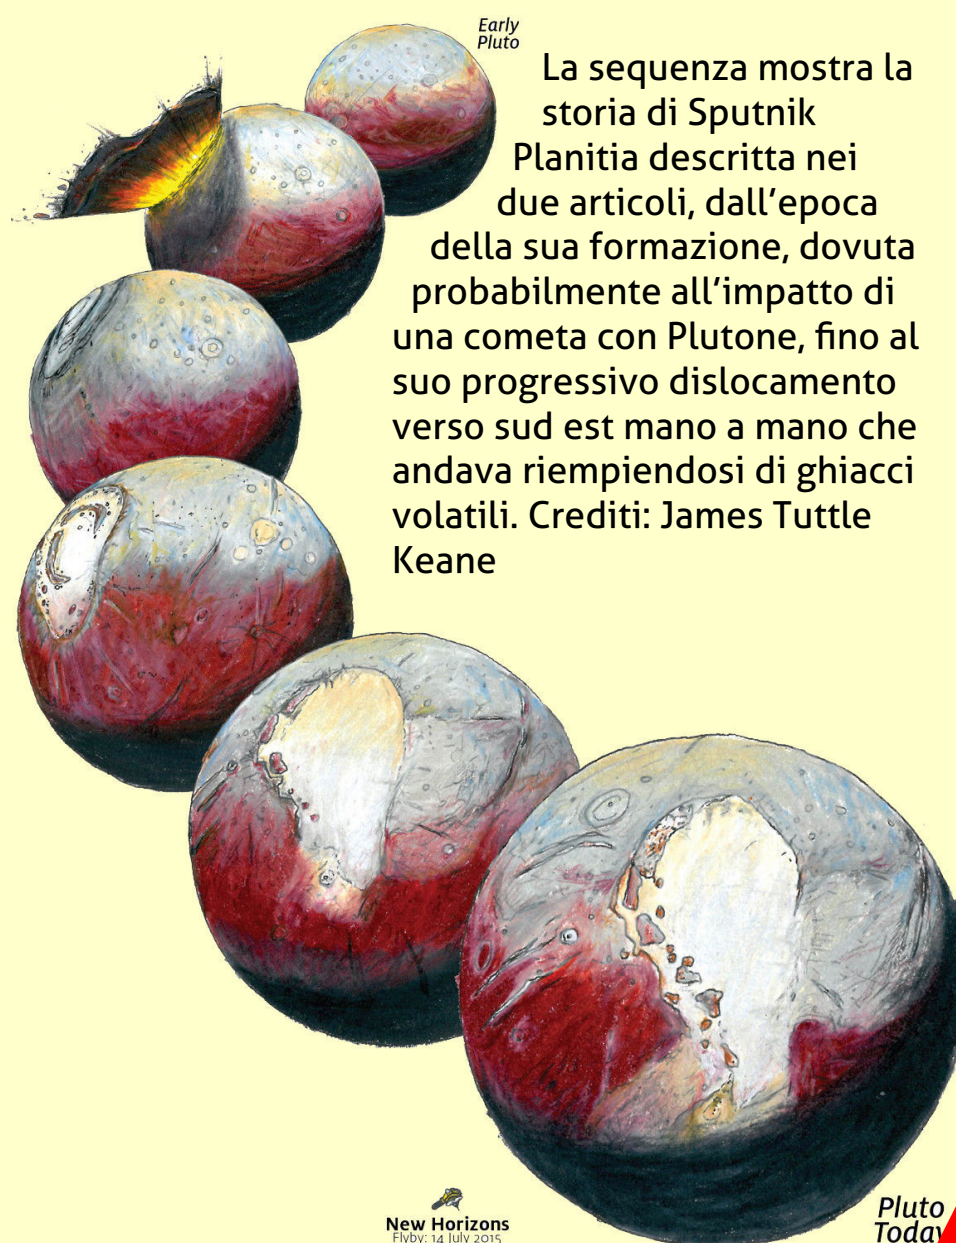 Early
Pluto
La sequenza mostra la
storia di Sputnik
Planitia descritta nei
due articoli, dall'epoca
della sua formazione, dovuta
probabilmente all'impatto di
una cometa con Plutone, fino al
suo progressivo dislocamento
verso sud est mano a mano che
andava riempiendosi di ghiacci
volatili. Crediti: James Tuttle
Keane
New Horizons
Flyby: 14 July 2015
Pluto
Today